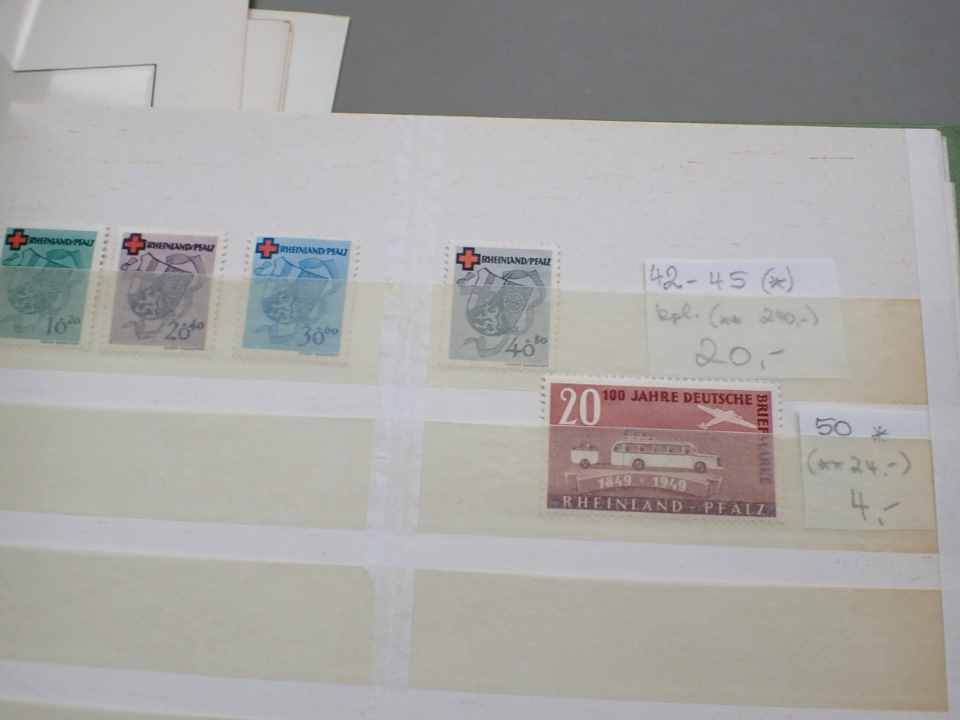 RHEINLAND/PFALZ
10+20
RHEINLAND/PFALZ
20+40
RHEINLAND/PFALZ
30+60
RHEINLAND/PFALZ
40+80
42-45 (*)
kpl. (** 240,-)
20,-
20 100 JAHRE DEUTSCHE BRIEFMARKE
1849 • 1949
RHEINLAND-PFALZ
50 *
(** 24,-)
4,-